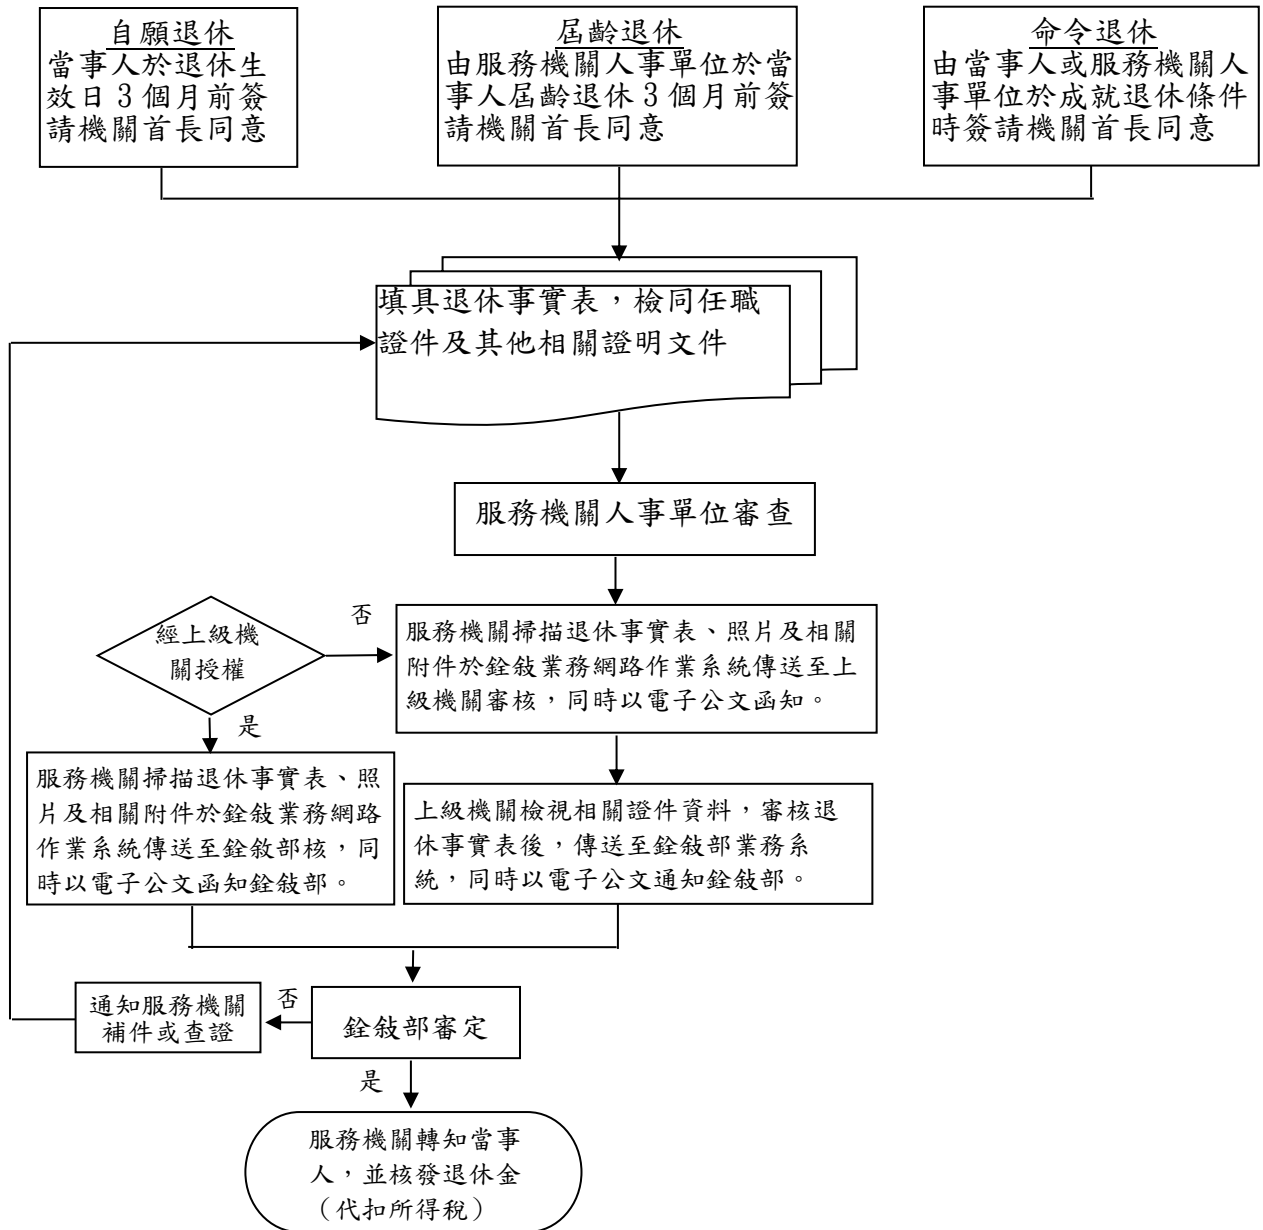 自願退休
當事人於退休生
效日3個月前簽
請機關首長同意
屆齡退休
由服務機關人事單位於當
事人屆齡退休3個月前簽
請機關首長同意
命令退休
由當事人或服務機關人
事單位於成就退休條件
時簽請機關首長同意
填具退休事實表，檢同任職
證件及其他相關證明文件
服務機關人事單位審查
經上級機
關授權
否
服務機關掃描退休事實表、照片及相關
附件於銓敍業務網路作業系統傳送至上
級機關審核，同時以電子公文函知。
是
服務機關掃描退休事實表、照
片及相關附件於銓敍業務網路
作業系統傳送至銓敘部核，同
時以電子公文函知銓敍部。
上級機關檢視相關證件資料，審核退
休事實表後，傳送至銓敘部業務系
統，同時以電子公文通知銓敍部。
通知服務機關
補件或查證
否
銓敍部審定
是
服務機關轉知當事
人，並核發退休金
（代扣所得稅）